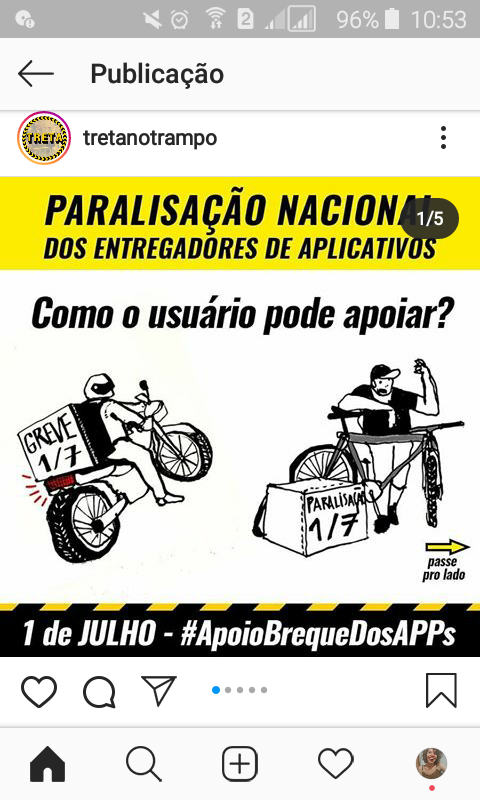 2
96%
10:53
Publicação
TRETA
tretanotrampo
PARALISAÇÃO NACIONAL
1/5
DOS ENTREGADORES DE APLICATIVOS
Como o usuário pode apoiar?
GREVE
1/7
PARALISAÇÃO
1/7
passe
pro lado
1 de JULHO - #ApoioBrequeDosAPPs